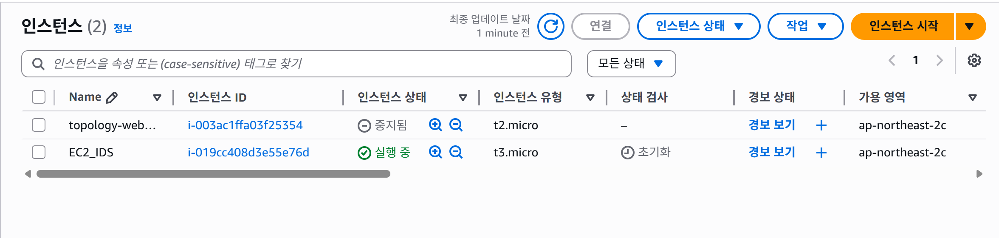 인스턴스 (2) 정보
최종 업데이트 날짜
1 minute 전
연결
인스턴스 상태
작업
인스턴스 시작
인스턴스을 속성 또는 (case-sensitive) 태그로 찾기
모든 상태
1
Name 인스턴스 ID 인스턴스 상태 인스턴스 유형 상태 검사 경보 상태 가용 영역
topology-web... i-003ac1ffa03f25354 중지됨 t2.micro – 경보 보기 + ap-northeast-2c
EC2_IDS i-019cc408d3e55e76d 실행 중 t3.micro 초기화 경보 보기 + ap-northeast-2c